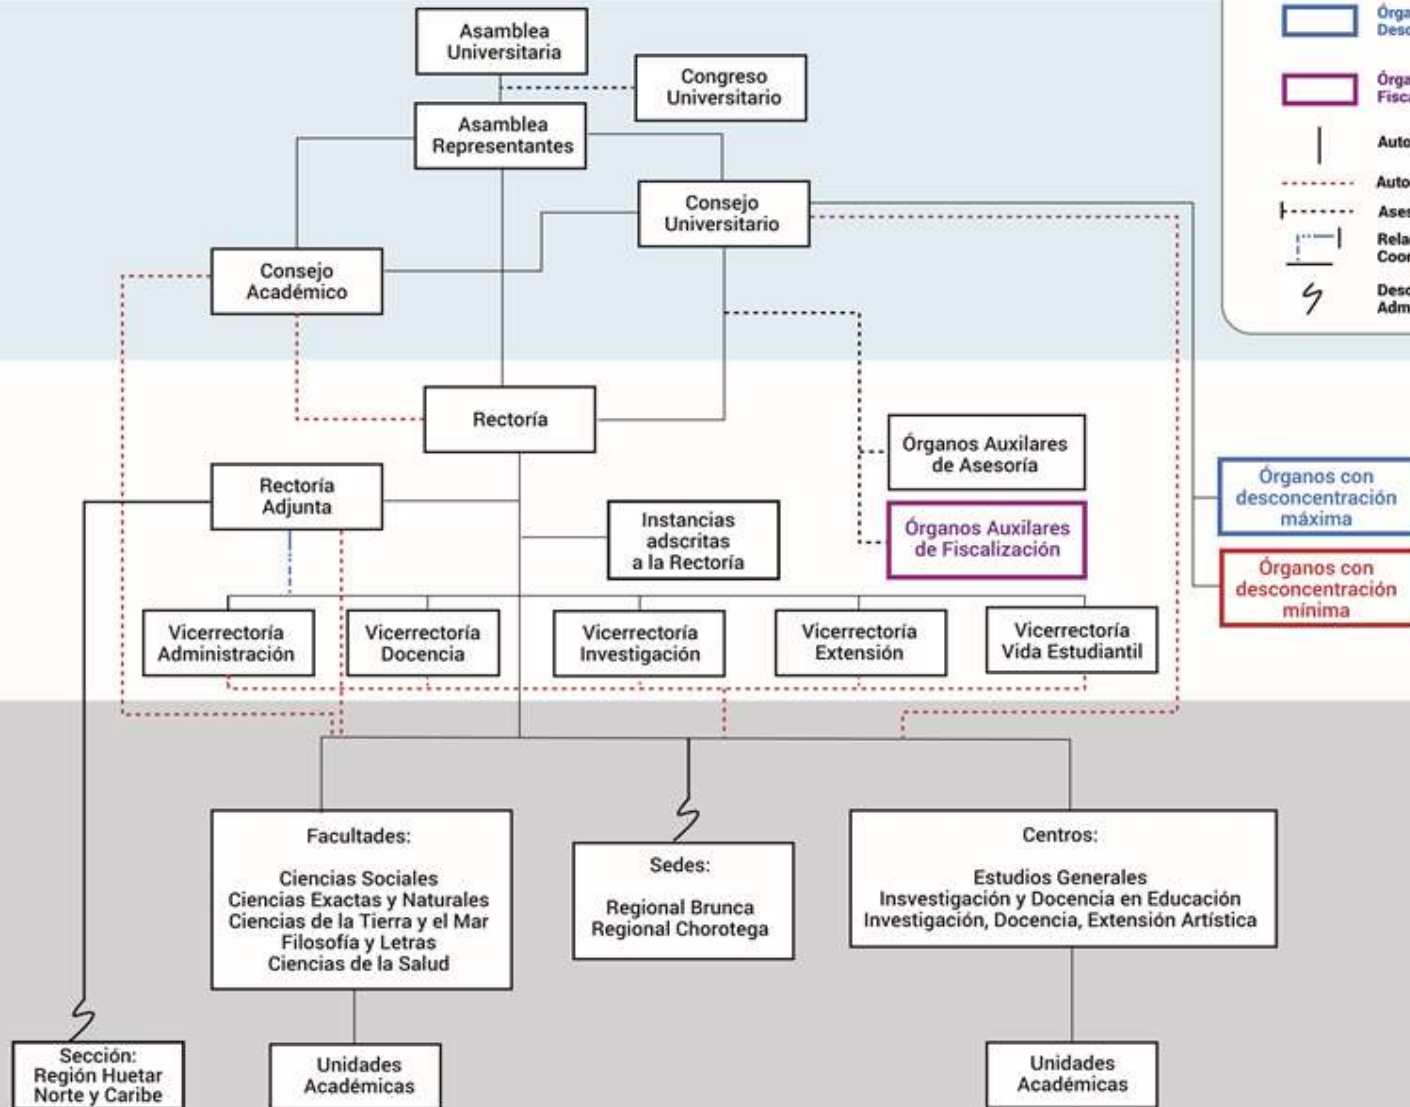 Asamblea
Universitaria
Congreso
Universitario
Asamblea
Representantes
Consejo
Universitario
Consejo
Académico
Rectoría
Rectoría
Adjunta
Instancias
adscritas
a la Rectoría
Órganos Auxilares
de Asesoría
Órganos Auxilares
de Fiscalización
Órganos con
desconcentración
máxima
Órganos con
desconcentración
mínima
Vicerrectoría
Administración
Vicerrectoría
Docencia
Vicerrectoría
Investigación
Vicerrectoría
Extensión
Vicerrectoría
Vida Estudiantil
Facultades:
Ciencias Sociales
Ciencias Exactas y Naturales
Ciencias de la Tierra y el Mar
Filosofía y Letras
Ciencias de la Salud
Sedes:
Regional Brunca
Regional Chorotega
Centros:
Estudios Generales
Insvestigación y Docencia en Educación
Investigación, Docencia, Extensión Artística
Sección:
Región Huetar
Norte y Caribe
Unidades
Académicas
Unidades
Académicas